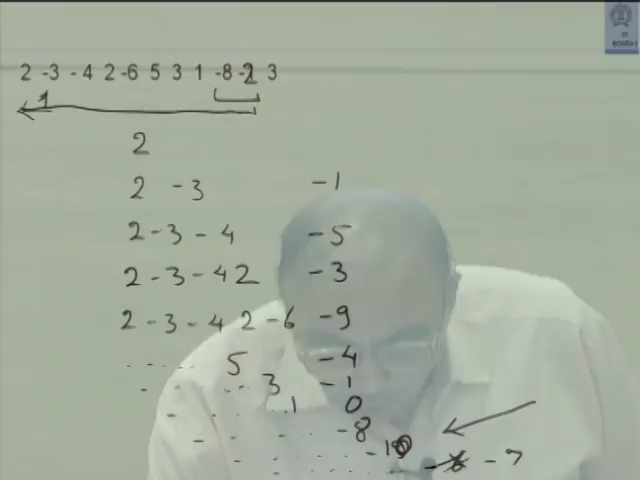 IIT
BOMBAY
2 -3 - 4 2 -6 5 3 1 -8 -2 3
1
2
2 -3 -1
2 - 3 - 4 -5
2 - 3 - 4 2 -3
2 - 3 - 4 2 - 6 -9
.... 5 -4
- .... 3 -1
- .... 1 0
- ... -8
- ... -10
- ... -7